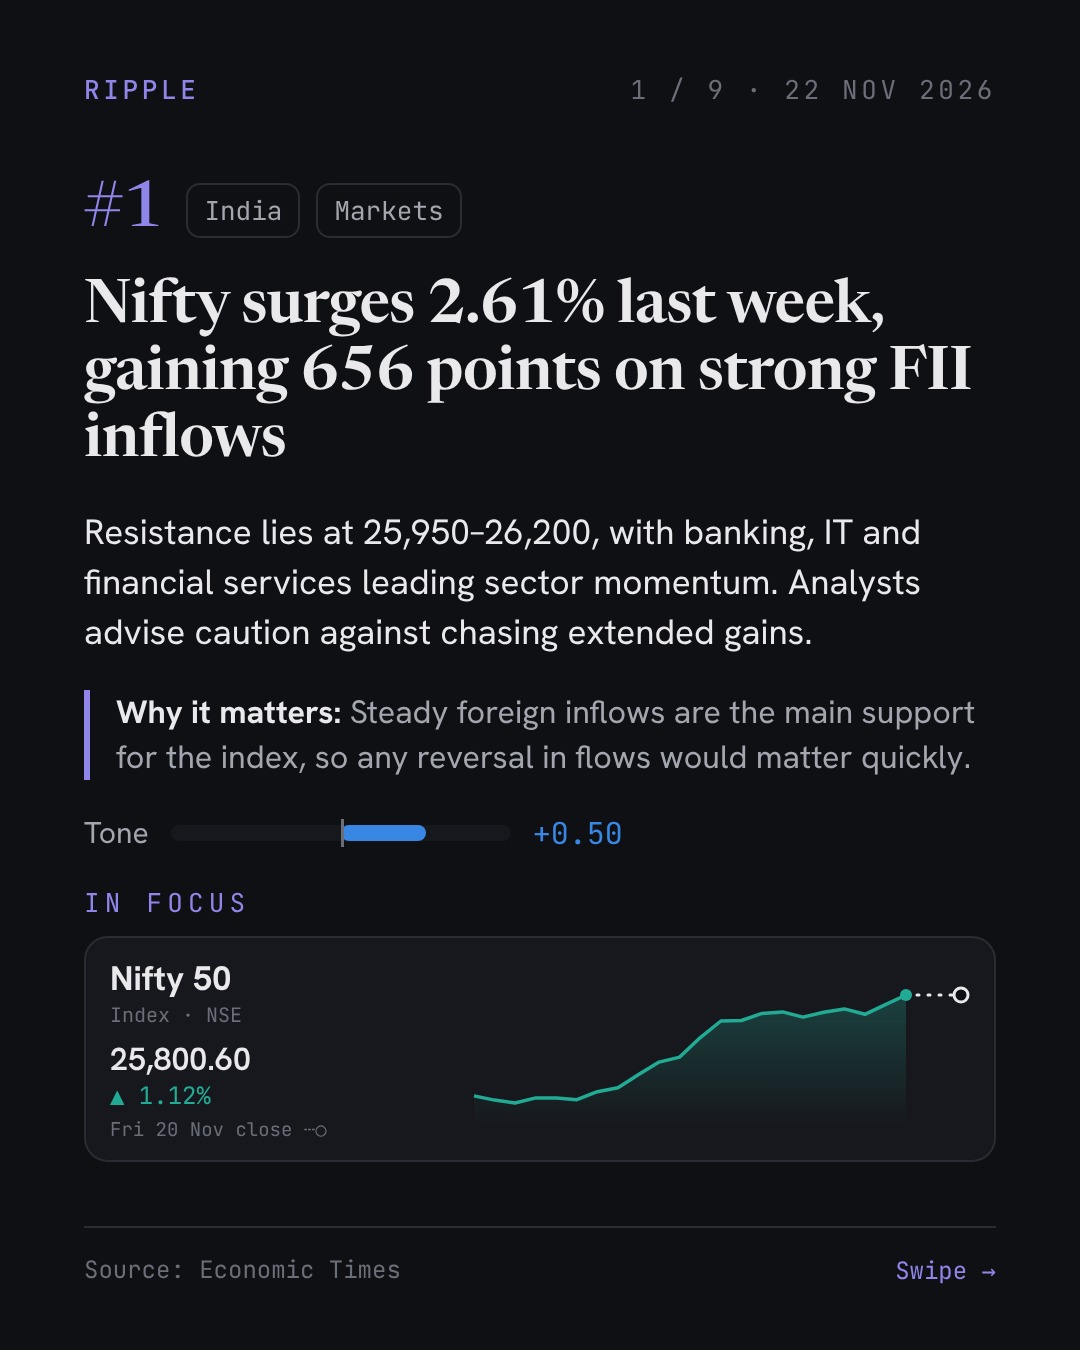 RIPPLE
1 / 9 · 22 NOV 2026
#1
India
Markets
Nifty surges 2.61% last week,
gaining 656 points on strong FII
inflows
Resistance lies at 25,950–26,200, with banking, IT and
financial services leading sector momentum. Analysts
advise caution against chasing extended gains.
Why it matters: Steady foreign inflows are the main support
for the index, so any reversal in flows would matter quickly.
Tone
+0.50
IN FOCUS
Nifty 50
Index · NSE
25,800.60
▲ 1.12%
Fri 20 Nov close
Source: Economic Times
Swipe →